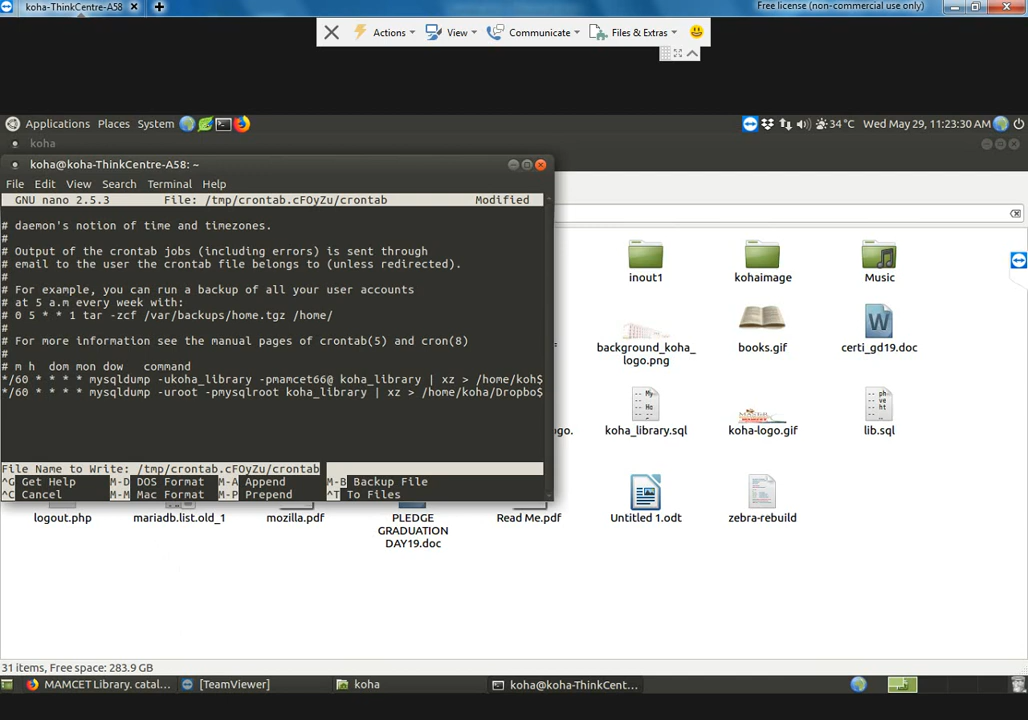 koha-ThinkCentre-A58
Free license (non-commercial use only)
Actions View Communicate Files & Extras
Applications Places System 34 °C Wed May 29, 11:23:30 AM
koha
koha@koha-ThinkCentre-A58: ~
File Edit View Search Terminal Help
GNU nano 2.5.3 File: /tmp/crontab.cFOyZu/crontab Modified
# daemon's notion of time and timezones.
#
# Output of the crontab jobs (including errors) is sent through
# email to the user the crontab file belongs to (unless redirected).
#
# For example, you can run a backup of all your user accounts
# at 5 a.m every week with:
# 0 5 * * 1 tar -zcf /var/backups/home.tgz /home/
#
# For more information see the manual pages of crontab(5) and cron(8)
#
# m h dom mon dow command
*/60 * * * * mysqldump -ukoha_library -pmamcet66@ koha_library | xz > /home/koh$
*/60 * * * * mysqldump -uroot -pmysqlroot koha_library | xz > /home/koha/Dropbo$
File Name to Write: /tmp/crontab.cFOyZu/crontab
^G Get Help M-D DOS Format M-A Append M-B Backup File
^C Cancel M-M Mac Format M-P Prepend ^T To Files
inout1 kohaimage Music
background_koha_
logo.png
books.gif certi_gd19.doc
koha_library.sql koha-logo.gif lib.sql
logout.php mariadb.list.old_1 mozilla.pdf
PLEDGE
GRADUATION
DAY19.doc
Read Me.pdf Untitled 1.odt zebra-rebuild
31 items, Free space: 283.9 GB
MAMCET Library. catal... [TeamViewer] koha koha@koha-ThinkCent...